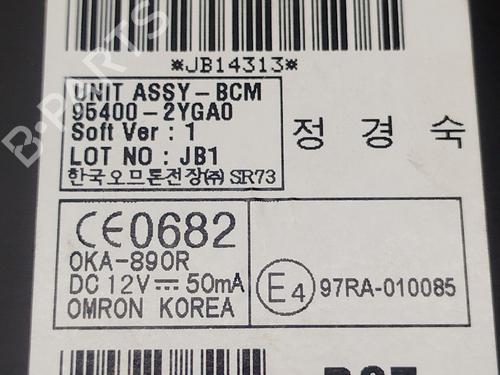 *JB14313*
UNIT ASSY-BCM
95400-2YGA0
Soft Ver : 1
LOT NO : JB1
한국오므론전장㈜ SR73
정 경 숙
CE0682
OKA-890R
DC 12V⎓50mA
OMRON KOREA
E4 97RA-010085
B-PARTS